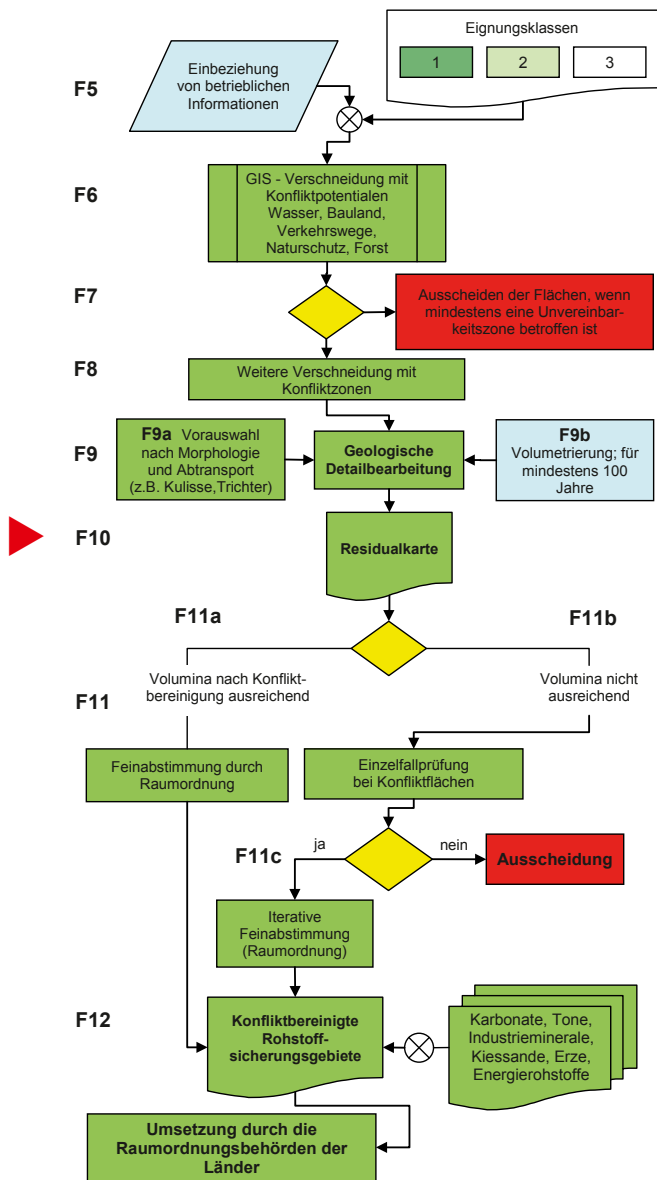 Eignungsklassen
1
2
3
F5
Einbeziehung
von betrieblichen
Informationen
F6
GIS - Verschneidung mit
Konfliktpotentialen
Wasser, Bauland,
Verkehrswege,
Naturschutz, Forst
F7
Ausscheiden der Flächen, wenn
mindestens eine Unvereinbar-
keitszone betroffen ist
F8
Weitere Verschneidung mit
Konfliktzonen
F9
F9a Vorauswahl
nach Morphologie
und Abtransport
(z.B. Kulisse,Trichter)
Geologische
Detailbearbeitung
F9b
Volumetrierung; für
mindestens 100
Jahre
F10
Residualkarte
F11a
F11b
F11
Volumina nach Konflikt-
bereinigung ausreichend
Volumina nicht
ausreichend
Feinabstimmung durch
Raumordnung
Einzelfallprüfung
bei Konfliktflächen
F11c
ja
nein
Ausscheidung
Iterative
Feinabstimmung
(Raumordnung)
F12
Konfliktbereinigte
Rohstoff-
sicherungsgebiete
Karbonate, Tone,
Industrieminerale,
Kiessande, Erze,
Energierohstoffe
Umsetzung durch die
Raumordnungsbehörden der
Länder